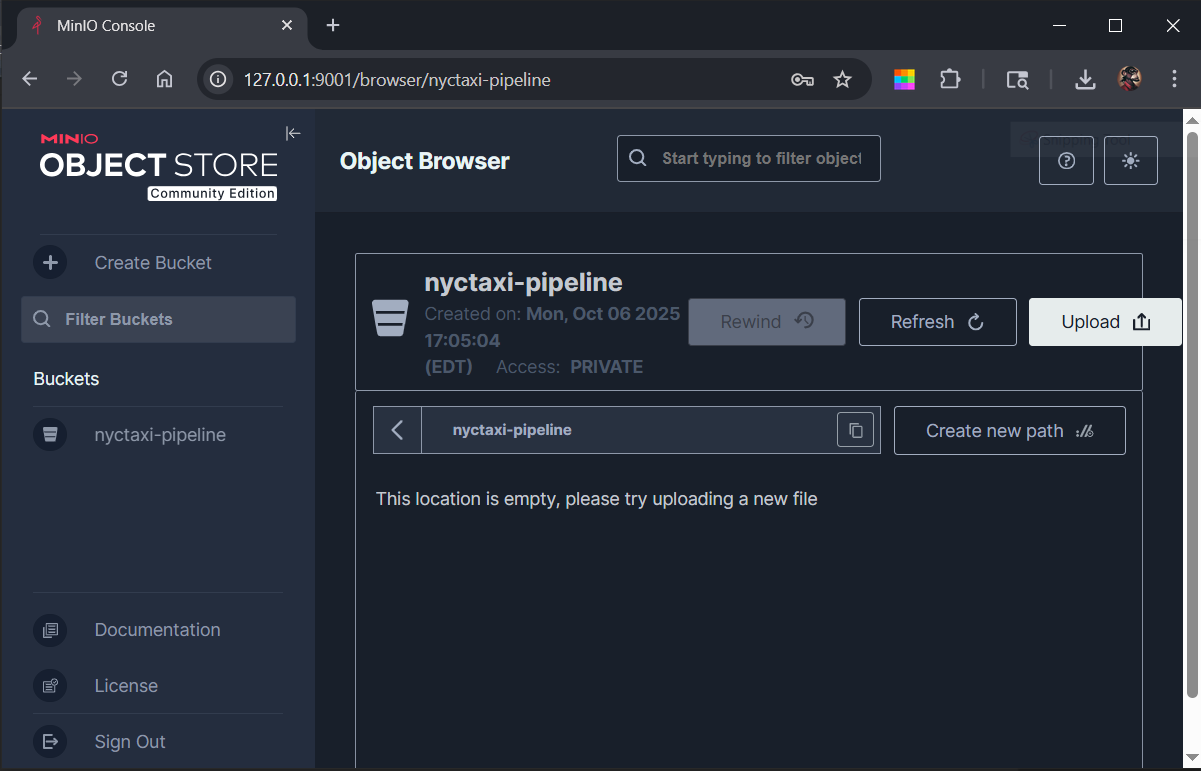 MinIO Console
127.0.0.1:9001/browser/nyctaxi-pipeline
MINIO
OBJECT STORE
Community Edition
Create Bucket
Filter Buckets
Buckets
nyctaxi-pipeline
Documentation
License
Sign Out
Object Browser
Start typing to filter object
nyctaxi-pipeline
Created on: Mon, Oct 06 2025
17:05:04
(EDT) Access: PRIVATE
Rewind
Refresh
Upload
nyctaxi-pipeline
Create new path
This location is empty, please try uploading a new file